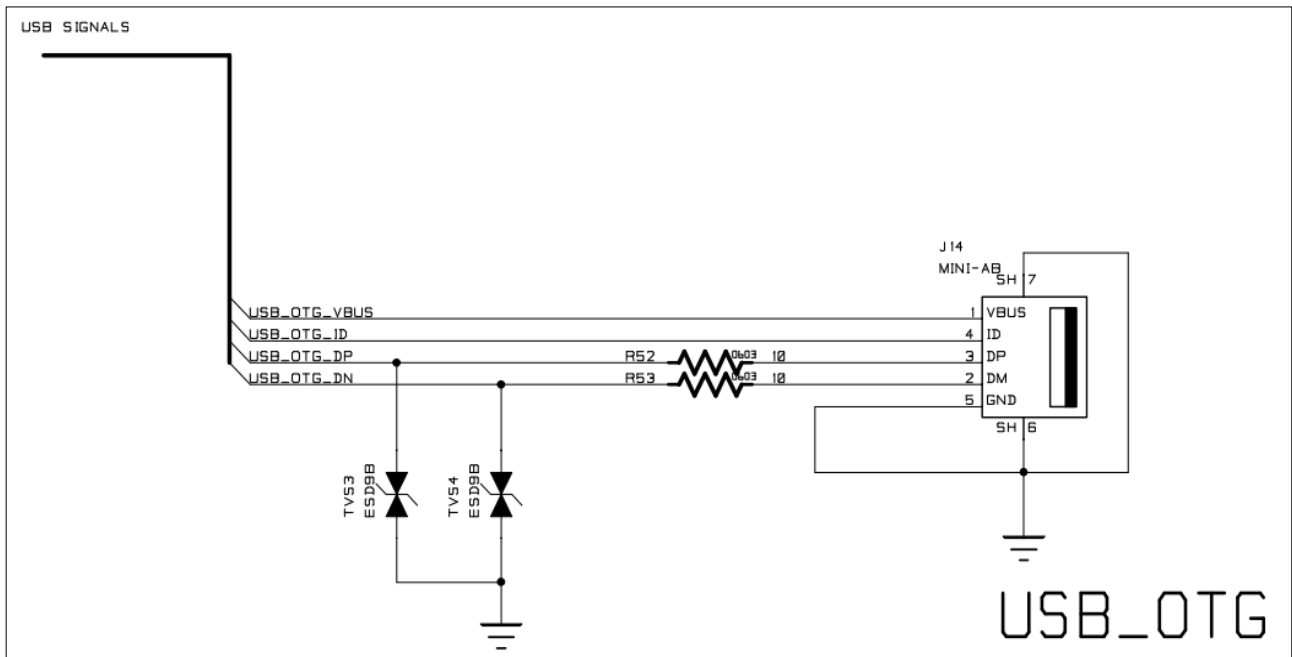 USB SIGNALS
J14
MINI-AB
SH 7
USB_OTG_VBUS 1 VBUS
USB_OTG_ID 4 ID
USB_OTG_DP R52 0603 10 3 DP
USB_OTG_DN R53 0603 10 2 DM
5 GND
SH 6
TVS3
ESD9B
TVS4
ESD9B
USB_OTG